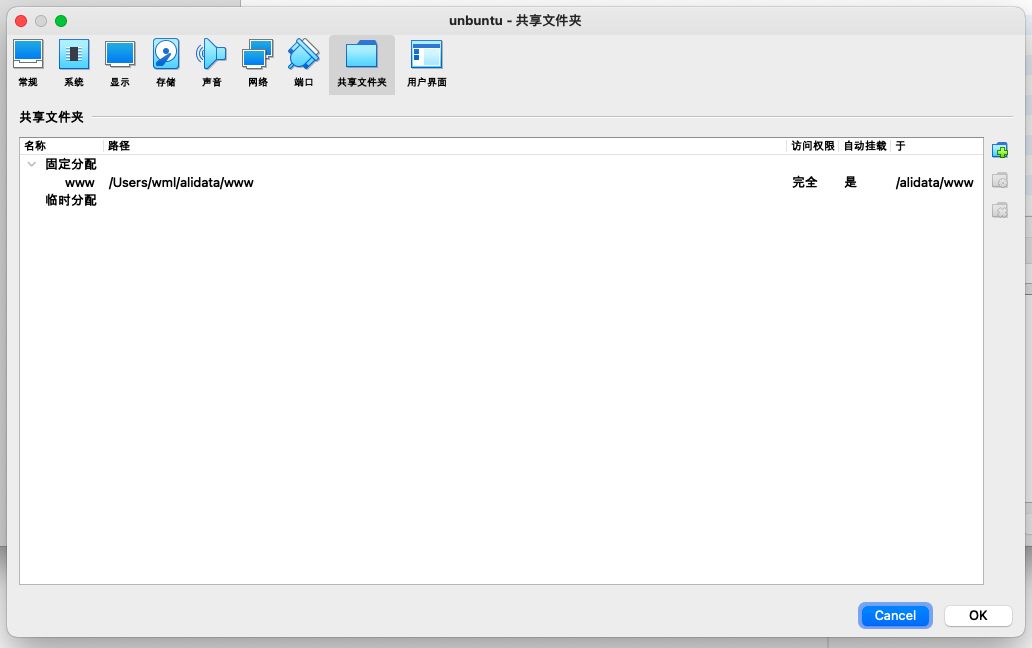 unbuntu - 共享文件夹
常规 系统 显示 存储 声音 网络 端口 共享文件夹 用户界面
共享文件夹
名称 路径 访问权限 自动挂载 于
固定分配
www /Users/wml/alidata/www 完全 是 /alidata/www
临时分配
Cancel OK